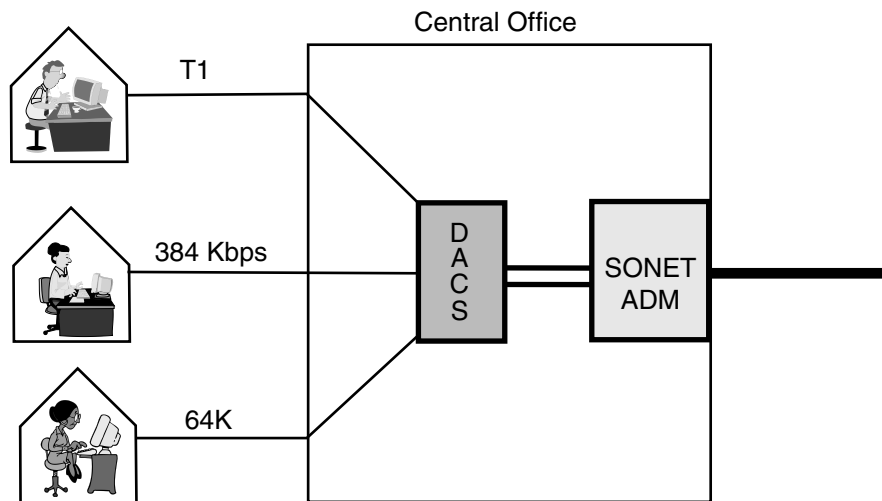 Central Office
T1
384 Kbps
64K
D
A
C
S
SONET
ADM